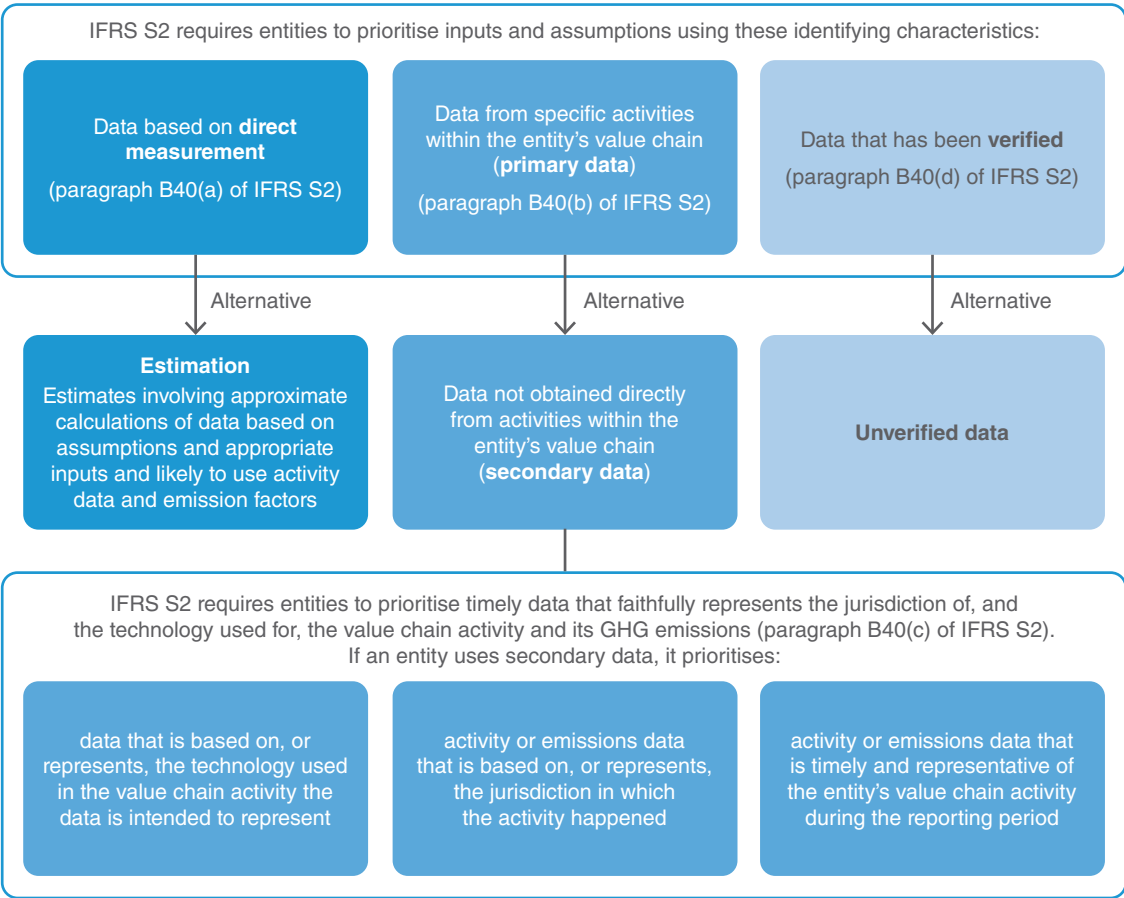 IFRS S2 requires entities to prioritise inputs and assumptions using these identifying characteristics:
Data based on direct
measurement
(paragraph B40(a) of IFRS S2)
Data from specific activities
within the entity's value chain
(primary data)
(paragraph B40(b) of IFRS S2)
Data that has been verified
(paragraph B40(d) of IFRS S2)
Alternative
Alternative
Alternative
Estimation
Estimates involving approximate
calculations of data based on
assumptions and appropriate
inputs and likely to use activity
data and emission factors
Data not obtained directly
from activities within the
entity's value chain
(secondary data)
Unverified data
IFRS S2 requires entities to prioritise timely data that faithfully represents the jurisdiction of, and
the technology used for, the value chain activity and its GHG emissions (paragraph B40(c) of IFRS S2).
If an entity uses secondary data, it prioritises:
data that is based on, or
represents, the technology used
in the value chain activity the
data is intended to represent
activity or emissions data
that is based on, or represents,
the jurisdiction in which
the activity happened
activity or emissions data that
is timely and representative of
the entity's value chain activity
during the reporting period